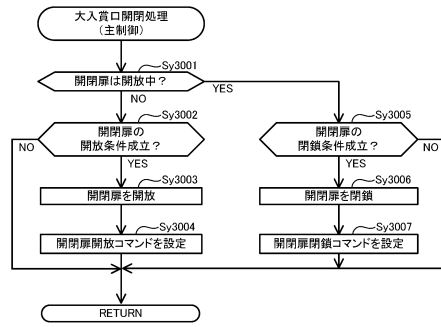 大入賞口開閉処理
（主制御）
Sy3001
開閉扉は開放中？
YES
NO
Sy3002
開閉扉の
開放条件成立？
NO
YES
Sy3005
開閉扉の
閉鎖条件成立？
NO
YES
Sy3003
開閉扉を開放
Sy3006
開閉扉を閉鎖
Sy3004
開閉扉開放コマンドを設定
Sy3007
開閉扉閉鎖コマンドを設定
RETURN